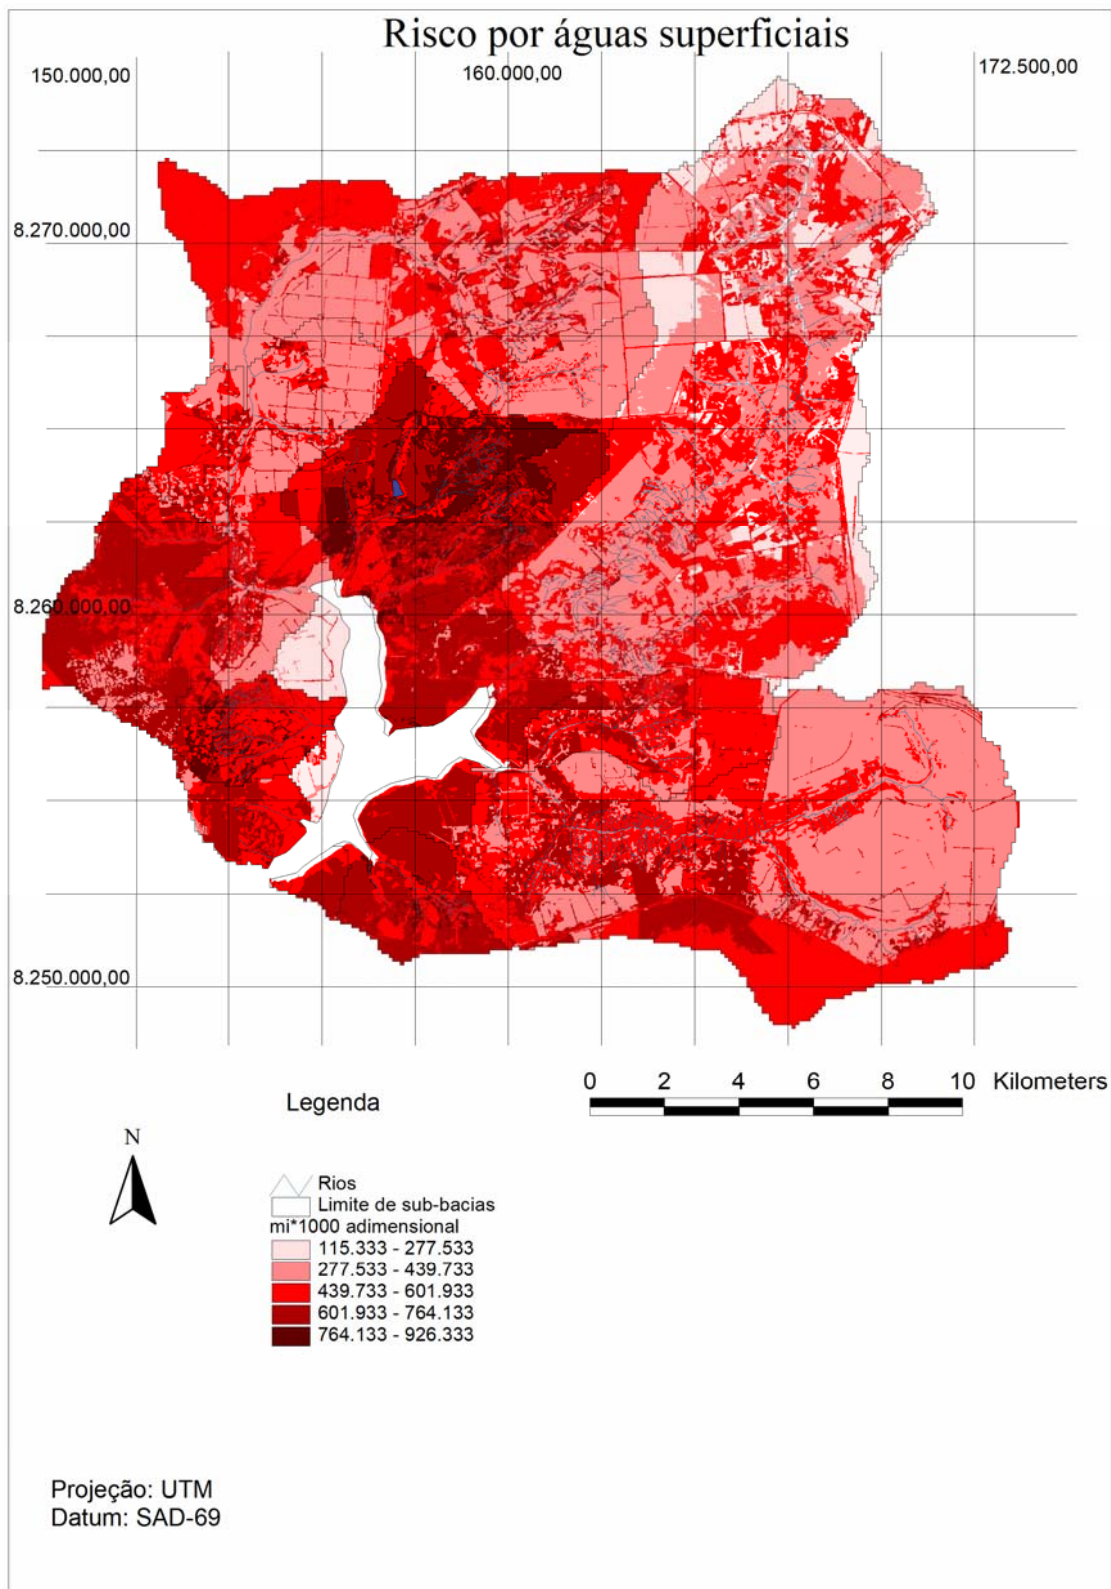 Risco por águas superficiais
150.000,00
160.000,00
172.500,00
8.270.000,00
8.260.000,00
8.250.000,00
0 2 4 6 8 10 Kilometers
Legenda
N
Rios
Limite de sub-bacias
mi*1000 adimensional
115.333 - 277.533
277.533 - 439.733
439.733 - 601.933
601.933 - 764.133
764.133 - 926.333
Projeção: UTM
Datum: SAD-69